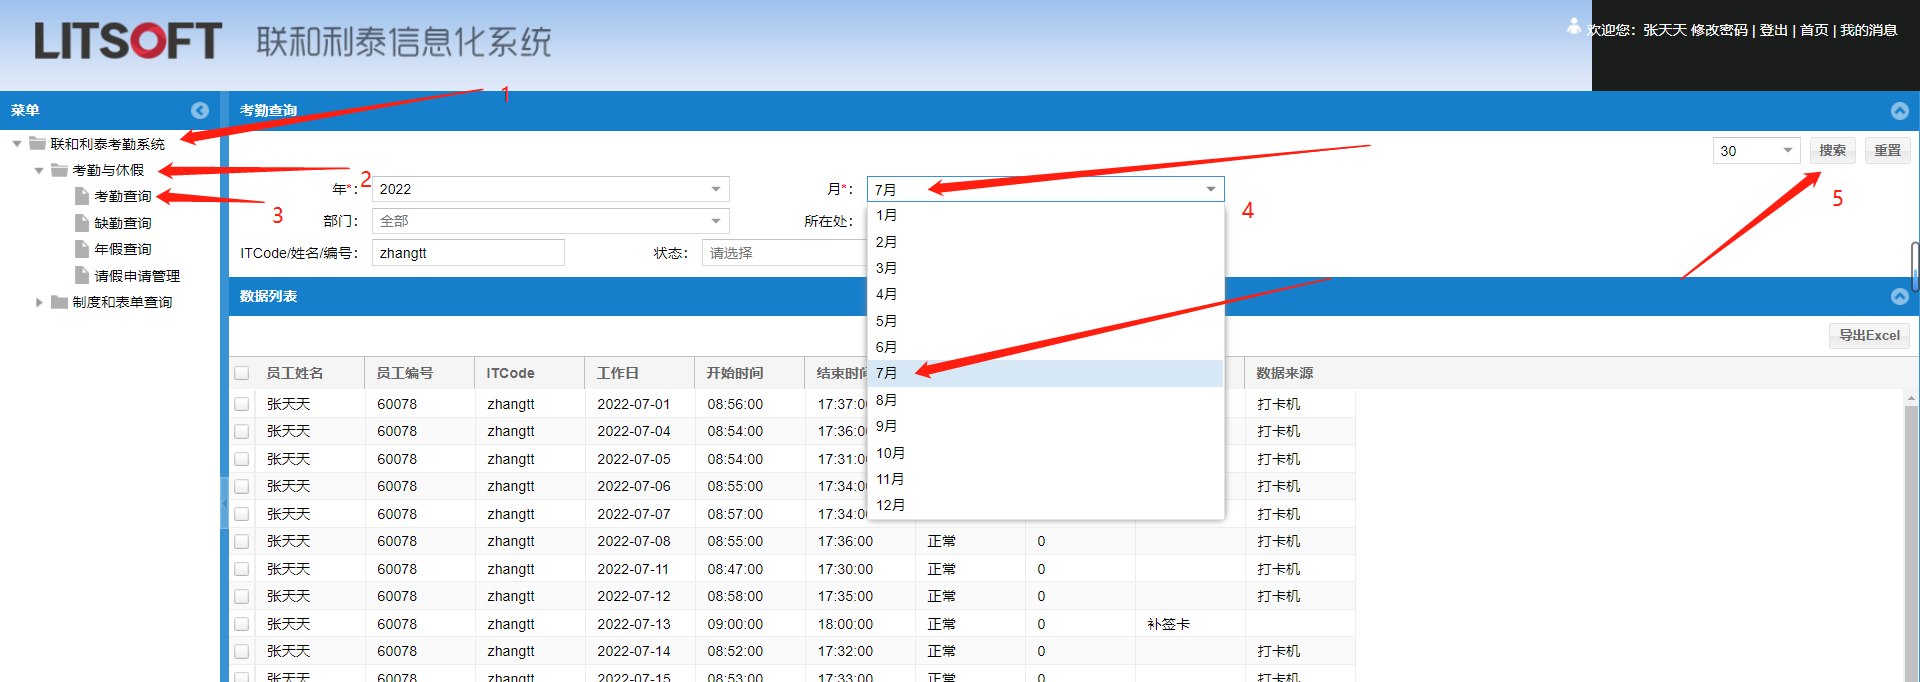 LITSOFT 联和利泰信息化系统
欢迎您：张天天 修改密码 | 登出 | 首页 | 我的消息
菜单
联和利泰考勤系统
考勤与休假
考勤查询
缺勤查询
年假查询
请假申请管理
制度和表单查询
1
2
3
考勤查询
30 搜索 重置
年*： 2022 月*： 7月
4
5
部门： 全部 所在处：
ITCode/姓名/编号： zhangtt 状态： 请选择
1月
2月
3月
4月
5月
6月
7月
8月
9月
10月
11月
12月
数据列表
导出Excel
员工姓名 员工编号 ITCode 工作日 开始时间 结束时间 数据来源
张天天 60078 zhangtt 2022-07-01 08:56:00 17:37:0 打卡机
张天天 60078 zhangtt 2022-07-04 08:54:00 17:36:0 打卡机
张天天 60078 zhangtt 2022-07-05 08:54:00 17:31:0 打卡机
张天天 60078 zhangtt 2022-07-06 08:55:00 17:34:0 打卡机
张天天 60078 zhangtt 2022-07-07 08:57:00 17:34:0 打卡机
张天天 60078 zhangtt 2022-07-08 08:55:00 17:36:00 正常 0 打卡机
张天天 60078 zhangtt 2022-07-11 08:47:00 17:30:00 正常 0 打卡机
张天天 60078 zhangtt 2022-07-12 08:58:00 17:35:00 正常 0 打卡机
张天天 60078 zhangtt 2022-07-13 09:00:00 18:00:00 正常 0 补签卡
张天天 60078 zhangtt 2022-07-14 08:52:00 17:32:00 正常 0 打卡机
张天天 60078 zhangtt 2022-07-15 08:53:00 17:33:00 正常 0 打卡机